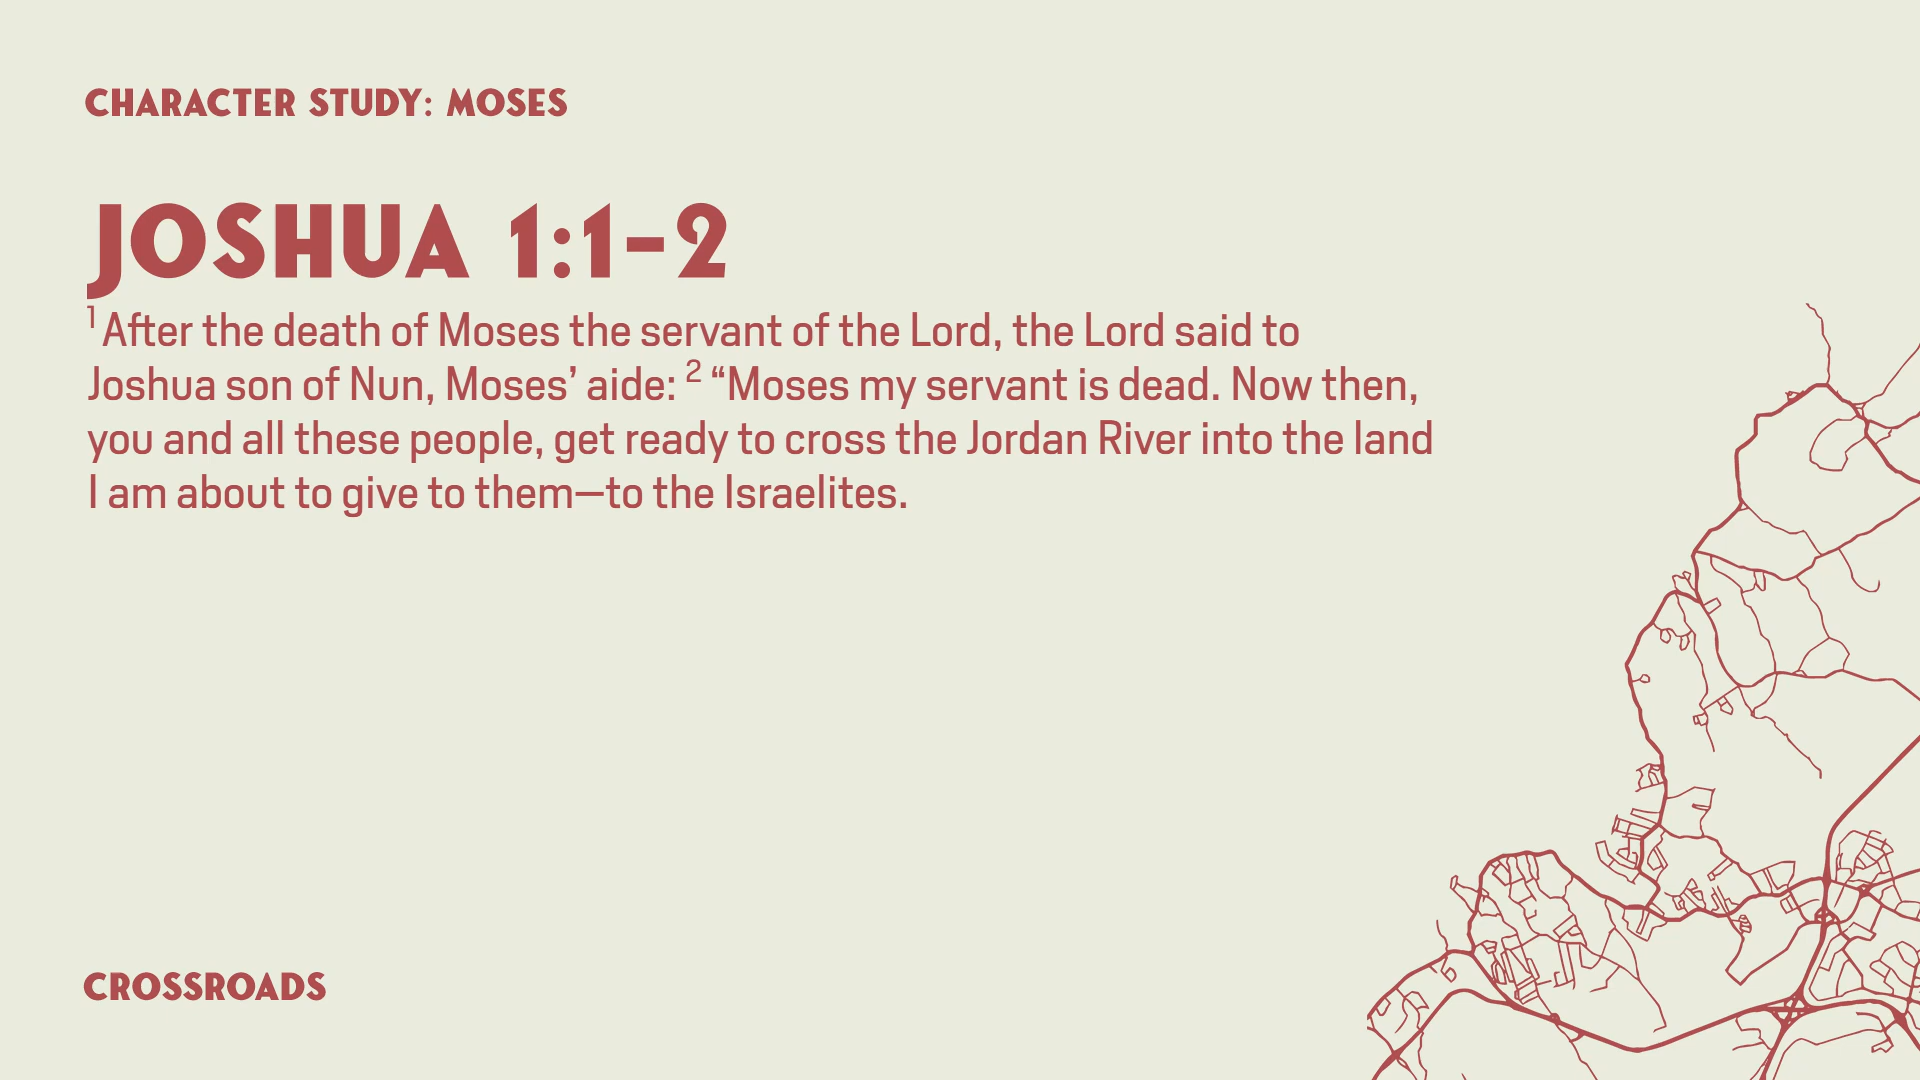 CHARACTER STUDY: MOSES
JOSHUA 1:1–2
1 After the death of Moses the servant of the Lord, the Lord said to
Joshua son of Nun, Moses’ aide: 2 “Moses my servant is dead. Now then,
you and all these people, get ready to cross the Jordan River into the land
I am about to give to them—to the Israelites.
CROSSROADS